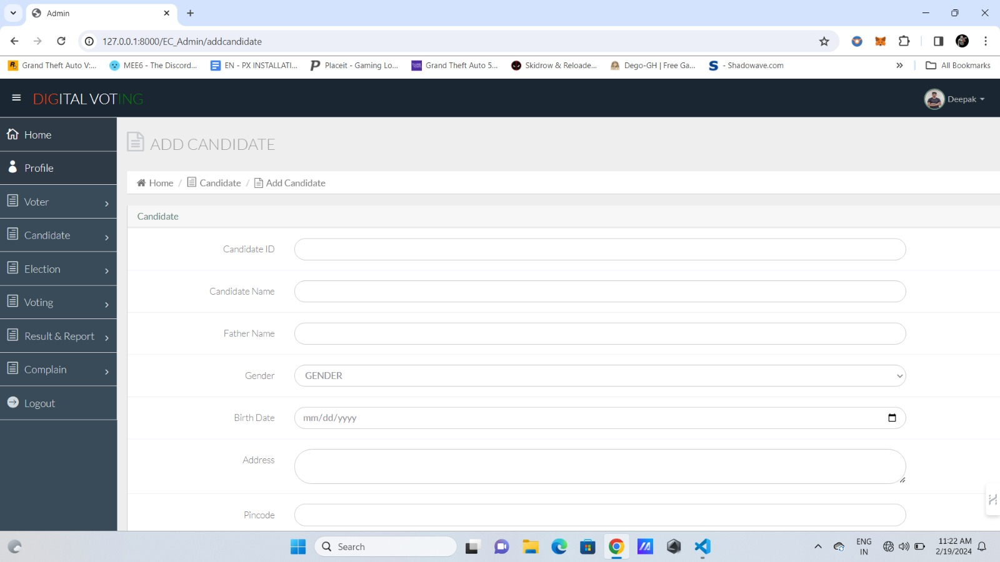 Admin
127.0.0.1:8000/EC_Admin/addcandidate
Grand Theft Auto V:...
MEE6 - The Discord...
EN - PX INSTALLATI...
Placeit - Gaming Lo...
Grand Theft Auto 5...
Skidrow & Reloade...
Dego-GH | Free Ga...
- Shadowave.com
All Bookmarks
DIGITAL VOTING
Deepak
Home
Profile
Voter
Candidate
Election
Voting
Result & Report
Complain
Logout
ADD CANDIDATE
Home / Candidate / Add Candidate
Candidate
Candidate ID
Candidate Name
Father Name
Gender
GENDER
Birth Date
mm/dd/yyyy
Address
Pincode
Search
ENG
IN
11:22 AM
2/19/2024